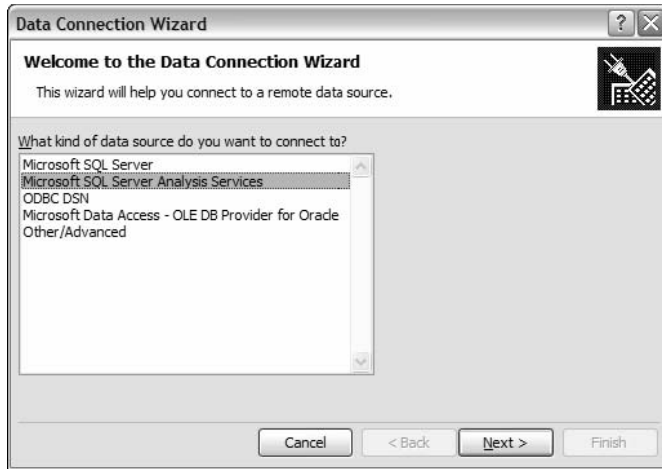 Data Connection Wizard
Welcome to the Data Connection Wizard
This wizard will help you connect to a remote data source.
What kind of data source do you want to connect to?
Microsoft SQL Server
Microsoft SQL Server Analysis Services
ODBC DSN
Microsoft Data Access - OLE DB Provider for Oracle
Other/Advanced
Cancel
< Back
Next >
Finish